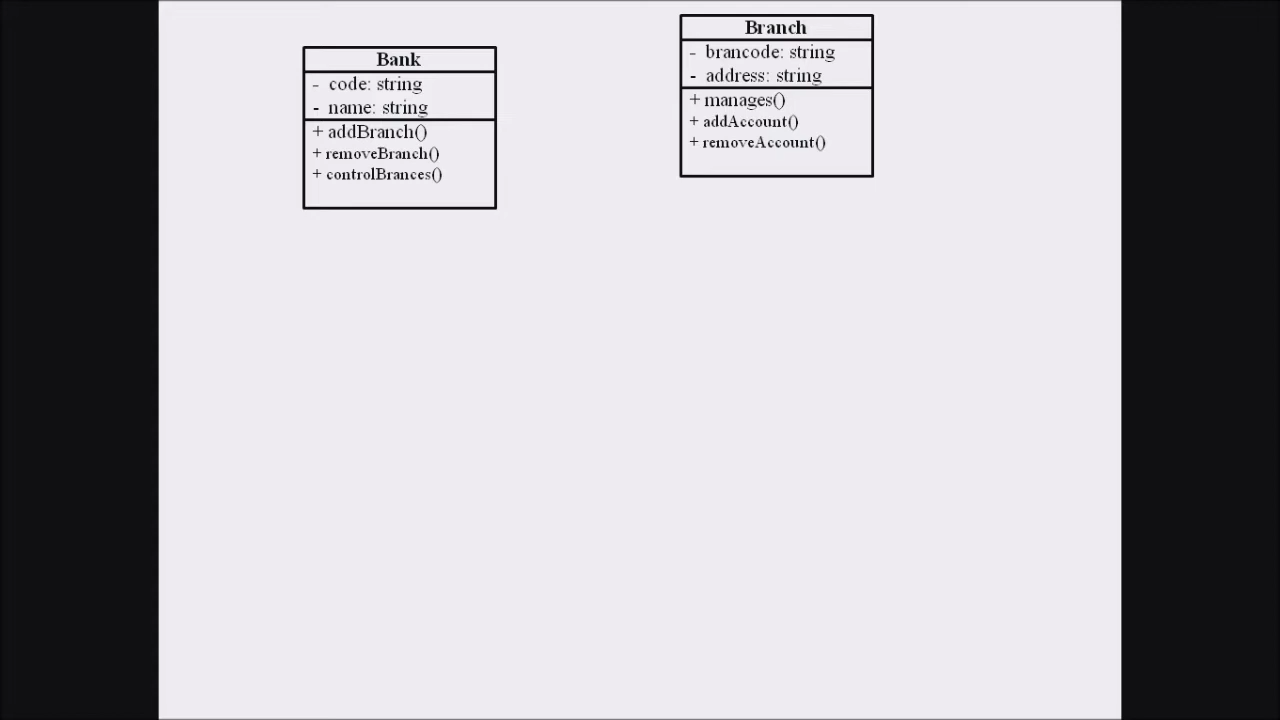 Bank
- code: string
- name: string
+ addBranch()
+ removeBranch()
+ controlBrances()
Branch
- brancode: string
- address: string
+ manages()
+ addAccount()
+ removeAccount()